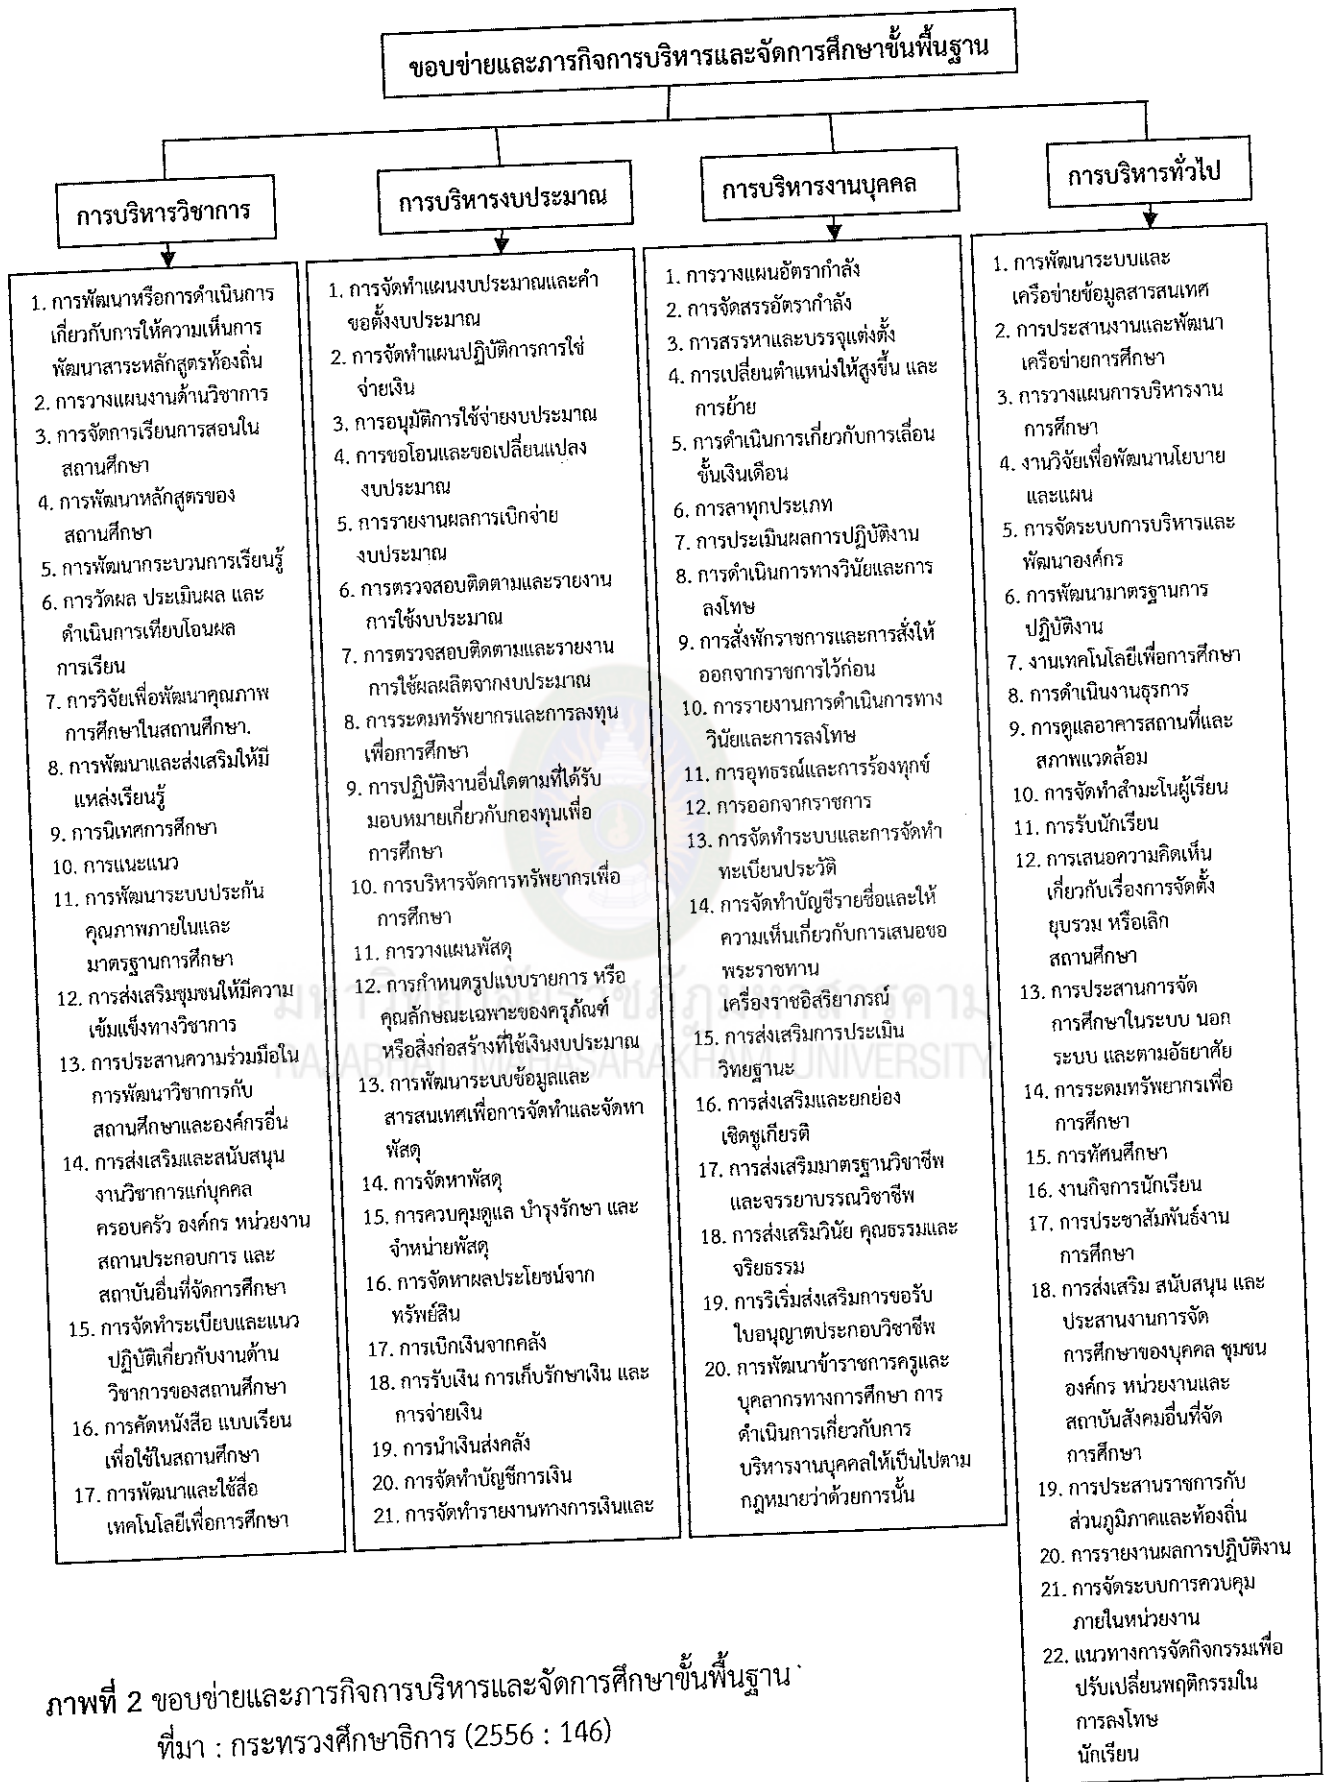 ขอบข่ายและภารกิจการบริหารและจัดการศึกษาขั้นพื้นฐาน
การบริหารวิชาการ
1. การพัฒนาหรือการดำเนินการ
เกี่ยวกับการให้ความเห็นการ
พัฒนาสาระหลักสูตรท้องถิ่น
2. การวางแผนงานด้านวิชาการ
3. การจัดการเรียนการสอนใน
สถานศึกษา
4. การพัฒนาหลักสูตรของ
สถานศึกษา
5. การพัฒนากระบวนการเรียนรู้
6. การวัดผล ประเมินผล และ
ดำเนินการเทียบโอนผล
การเรียน
7. การวิจัยเพื่อพัฒนาคุณภาพ
การศึกษาในสถานศึกษา.
8. การพัฒนาและส่งเสริมให้มี
แหล่งเรียนรู้
9. การนิเทศการศึกษา
10. การแนะแนว
11. การพัฒนาระบบประกัน
คุณภาพภายในและ
มาตรฐานการศึกษา
12. การส่งเสริมชุมชนให้มีความ
เข้มแข็งทางวิชาการ
13. การประสานความร่วมมือใน
การพัฒนาวิชาการกับ
สถานศึกษาและองค์กรอื่น
14. การส่งเสริมและสนับสนุน
งานวิชาการแก่บุคคล
ครอบครัว องค์กร หน่วยงาน
สถานประกอบการ และ
สถาบันอื่นที่จัดการศึกษา
15. การจัดทำระเบียบและแนว
ปฏิบัติเกี่ยวกับงานด้าน
วิชาการของสถานศึกษา
16. การคัดหนังสือ แบบเรียน
เพื่อใช้ในสถานศึกษา
17. การพัฒนาและใช้สื่อ
เทคโนโลยีเพื่อการศึกษา
การบริหารงบประมาณ
1. การจัดทำแผนงบประมาณและคำ
ขอตั้งงบประมาณ
2. การจัดทำแผนปฏิบัติการการใช้
จ่ายเงิน
3. การอนุมัติการใช้จ่ายงบประมาณ
4. การขอโอนและขอเปลี่ยนแปลง
งบประมาณ
5. การรายงานผลการเบิกจ่าย
งบประมาณ
6. การตรวจสอบติดตามและรายงาน
การใช้งบประมาณ
7. การตรวจสอบติดตามและรายงาน
การใช้ผลผลิตจากงบประมาณ
8. การระดมทรัพยากรและการลงทุน
เพื่อการศึกษา
9. การปฏิบัติงานอื่นใดตามที่ได้รับ
มอบหมายเกี่ยวกับกองทุนเพื่อ
การศึกษา
10. การบริหารจัดการทรัพยากรเพื่อ
การศึกษา
11. การวางแผนพัสดุ
12. การกำหนดรูปแบบรายการ หรือ
คุณลักษณะเฉพาะของครุภัณฑ์
หรือสิ่งก่อสร้างที่ใช้เงินงบประมาณ
13. การพัฒนาระบบข้อมูลและ
สารสนเทศเพื่อการจัดทำและจัดหา
พัสดุ
14. การจัดหาพัสดุ
15. การควบคุมดูแล บำรุงรักษา และ
จำหน่ายพัสดุ
16. การจัดหาผลประโยชน์จาก
ทรัพย์สิน
17. การเบิกเงินจากคลัง
18. การรับเงิน การเก็บรักษาเงิน และ
การจ่ายเงิน
19. การนำเงินส่งคลัง
20. การจัดทำบัญชีการเงิน
21. การจัดทำรายงานทางการเงินและ
การบริหารงานบุคคล
1. การวางแผนอัตรากำลัง
2. การจัดสรรอัตรากำลัง
3. การสรรหาและบรรจุแต่งตั้ง
4. การเปลี่ยนตำแหน่งให้สูงขึ้น และ
การย้าย
5. การดำเนินการเกี่ยวกับการเลื่อน
ขั้นเงินเดือน
6. การลาทุกประเภท
7. การประเมินผลการปฏิบัติงาน
8. การดำเนินการทางวินัยและการ
ลงโทษ
9. การสั่งพักราชการและการสั่งให้
ออกจากราชการไว้ก่อน
10. การรายงานการดำเนินการทาง
วินัยและการลงโทษ
11. การอุทธรณ์และการร้องทุกข์
12. การออกจากราชการ
13. การจัดทำระบบและการจัดทำ
ทะเบียนประวัติ
14. การจัดทำบัญชีรายชื่อและให้
ความเห็นเกี่ยวกับการเสนอขอ
พระราชทาน
เครื่องราชอิสริยาภรณ์
15. การส่งเสริมการประเมิน
วิทยฐานะ
16. การส่งเสริมและยกย่อง
เชิดชูเกียรติ
17. การส่งเสริมมาตรฐานวิชาชีพ
และจรรยาบรรณวิชาชีพ
18. การส่งเสริมวินัย คุณธรรมและ
จริยธรรม
19. การริเริ่มส่งเสริมการขอรับ
ใบอนุญาตประกอบวิชาชีพ
20. การพัฒนาข้าราชการครูและ
บุคลากรทางการศึกษา การ
ดำเนินการเกี่ยวกับการ
บริหารงานบุคคลให้เป็นไปตาม
กฎหมายว่าด้วยการนั้น
การบริหารทั่วไป
1. การพัฒนาระบบและ
เครือข่ายข้อมูลสารสนเทศ
2. การประสานงานและพัฒนา
เครือข่ายการศึกษา
3. การวางแผนการบริหารงาน
การศึกษา
4. งานวิจัยเพื่อพัฒนานโยบาย
และแผน
5. การจัดระบบการบริหารและ
พัฒนาองค์กร
6. การพัฒนามาตรฐานการ
ปฏิบัติงาน
7. งานเทคโนโลยีเพื่อการศึกษา
8. การดำเนินงานธุรการ
9. การดูแลอาคารสถานที่และ
สภาพแวดล้อม
10. การจัดทำสำมะโนผู้เรียน
11. การรับนักเรียน
12. การเสนอความคิดเห็น
เกี่ยวกับเรื่องการจัดตั้ง
ยุบรวม หรือเลิก
สถานศึกษา
13. การประสานการจัด
การศึกษาในระบบ นอก
ระบบ และตามอัธยาศัย
14. การระดมทรัพยากรเพื่อ
การศึกษา
15. การทัศนศึกษา
16. งานกิจการนักเรียน
17. การประชาสัมพันธ์งาน
การศึกษา
18. การส่งเสริม สนับสนุน และ
ประสานงานการจัด
การศึกษาของบุคคล ชุมชน
องค์กร หน่วยงานและ
สถาบันสังคมอื่นที่จัด
การศึกษา
19. การประสานราชการกับ
ส่วนภูมิภาคและท้องถิ่น
20. การรายงานผลการปฏิบัติงาน
21. การจัดระบบการควบคุม
ภายในหน่วยงาน
22. แนวทางการจัดกิจกรรมเพื่อ
ปรับเปลี่ยนพฤติกรรมใน
การลงโทษ
นักเรียน
มหาวิทยาลัยราชภัฏมหาสารคาม
RAJABHAT MAHASARAKHAM UNIVERSITY
ภาพที่ 2 ขอบข่ายและภารกิจการบริหารและจัดการศึกษาขั้นพื้นฐาน
ที่มา : กระทรวงศึกษาธิการ (2556 : 146)